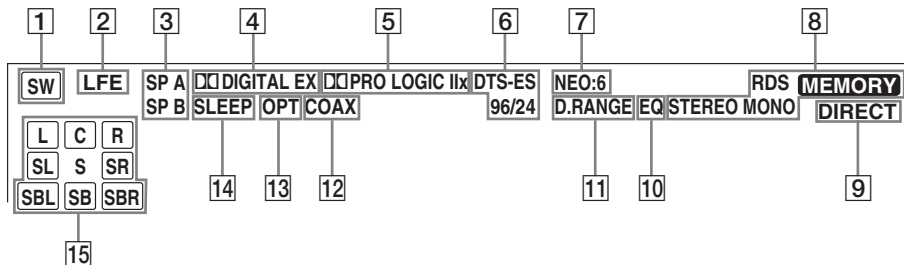 1 2 3 4 5 6 7 8
SW LFE SP A DIGITAL EX PRO LOGIC IIx DTS-ES NEO:6 RDS MEMORY
SP B SLEEP OPT COAX 96/24 D.RANGE EQ STEREO MONO DIRECT
L C R
SL S SR
14 13 12 11 10 9
SBL SB SBR
15